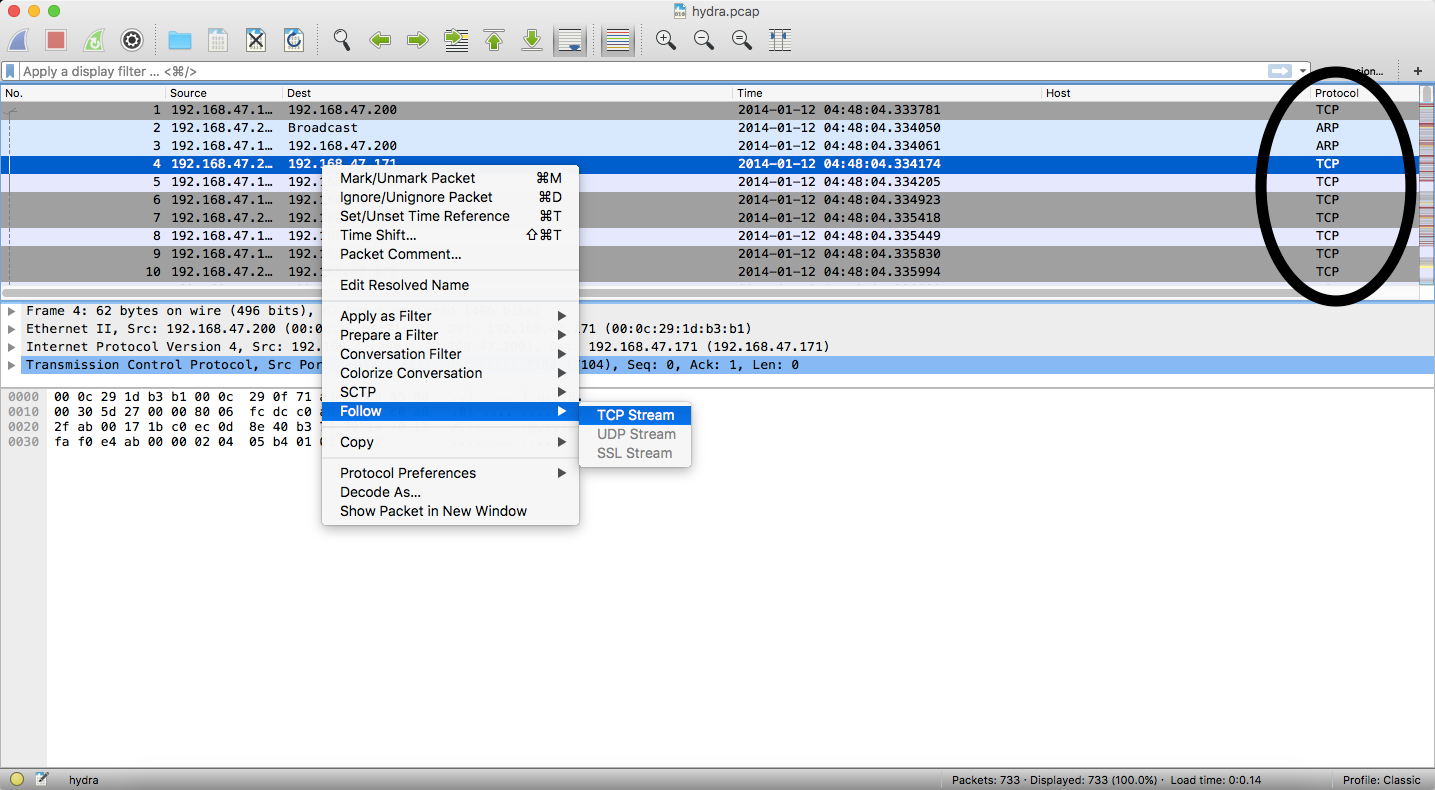 hydra.pcap
Apply a display filter ... <⌘/>
+
No. Source Dest Time Host Protocol
1 192.168.47.1... 192.168.47.200 2014-01-12 04:48:04.333781 TCP
2 192.168.47.2... Broadcast 2014-01-12 04:48:04.334050 ARP
3 192.168.47.1... 192.168.47.200 2014-01-12 04:48:04.334061 ARP
4 192.168.47.2... 192.168.47.171 2014-01-12 04:48:04.334174 TCP
5 192.168.47.1... 192.1 2014-01-12 04:48:04.334205 TCP
6 192.168.47.1... 192.1 2014-01-12 04:48:04.334923 TCP
7 192.168.47.2... 192.1 2014-01-12 04:48:04.335418 TCP
8 192.168.47.1... 192.1 2014-01-12 04:48:04.335449 TCP
9 192.168.47.1... 192.1 2014-01-12 04:48:04.335830 TCP
10 192.168.47.2... 192.1 2014-01-12 04:48:04.335994 TCP
Mark/Unmark Packet ⌘M
Ignore/Unignore Packet ⌘D
Set/Unset Time Reference ⌘T
Time Shift... ⇧⌘T
Packet Comment...
Edit Resolved Name
Apply as Filter
Prepare a Filter
Conversation Filter
Colorize Conversation
SCTP
Follow
Copy
Protocol Preferences
Decode As...
Show Packet in New Window
TCP Stream
UDP Stream
SSL Stream
Frame 4: 62 bytes on wire (496 bits),
Ethernet II, Src: 192.168.47.200 (00:0 71 (00:0c:29:1d:b3:b1)
Internet Protocol Version 4, Src: 192. 192.168.47.171 (192.168.47.171)
Transmission Control Protocol, Src Por 104), Seq: 0, Ack: 1, Len: 0
0000 00 0c 29 1d b3 b1 00 0c 29 0f 71
0010 00 30 5d 27 00 00 80 06 fc dc c0
0020 2f ab 00 17 1b c0 ec 0d 8e 40 b3
0030 fa f0 e4 ab 00 00 02 04 05 b4 01
hydra
Packets: 733 · Displayed: 733 (100.0%) · Load time: 0:0.14
Profile: Classic